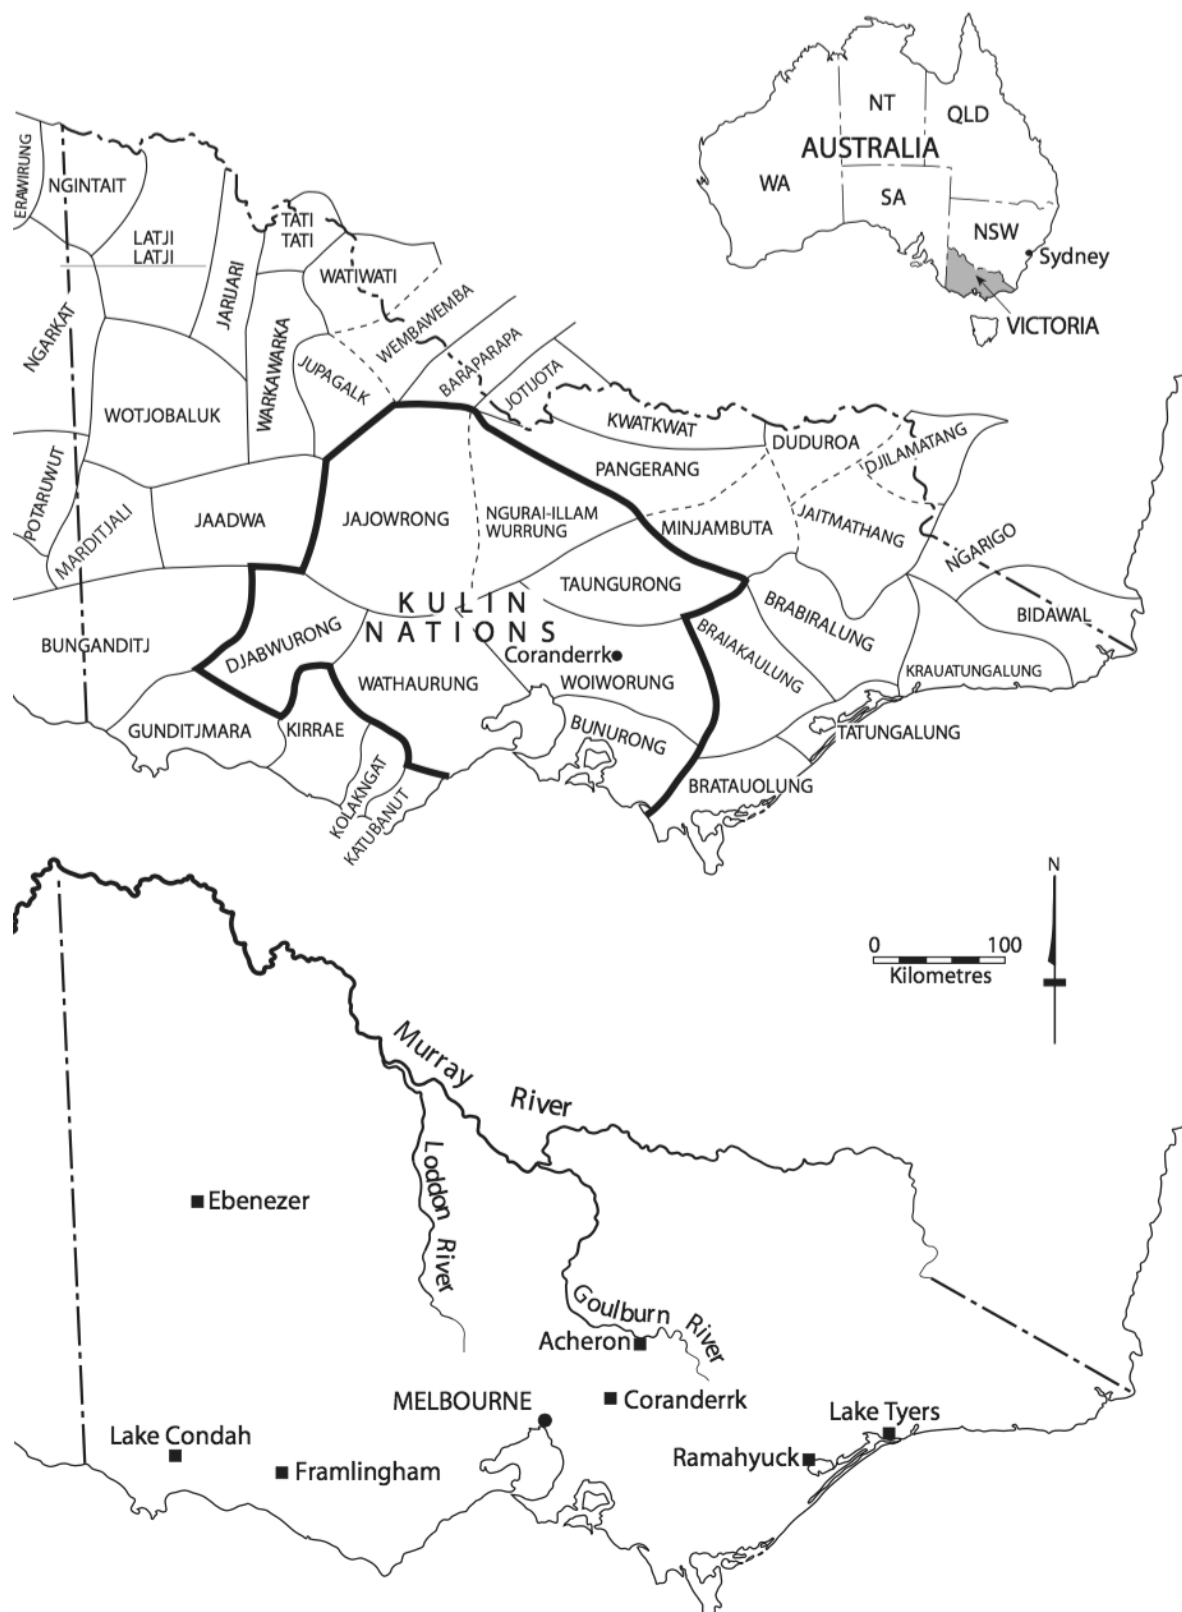 NT
QLD
AUSTRALIA
WA
SA
NSW
Sydney
VICTORIA
ERAWIRUNG
NGINTAIT
LATJI
LATJI
JARIJARI
TATI
TATI
WATIWATI
NGARKAT
WEMBAWEMBA
BARAPARAPA
JOTIJOTA
WARKAWARKA
JUPAGALK
WOTJOBALUK
KWATKWAT
DUDUROA
DJILAMATANG
PANGERANG
POTARUWUT
MARDITJALI
JAADWA
JAJOWRONG
NGURAI-ILLAM
WURRUNG
MINJAMBUTA
JAITMATHANG
NGARIGO
TAUNGURONG
KULIN
NATIONS
BRABIRALUNG
BIDAWAL
BUNGANDITJ
DJABWURONG
BRAIAKAULUNG
Coranderrk
KRAUATUNGALUNG
WATHAURUNG
WOIWORUNG
GUNDITJMARA
KIRRAE
BUNURONG
TATUNGALUNG
KOLAKNGAT
KATUBANUT
BRATAUOLUNG
N
0 100
Kilometres
Murray River
Loddon River
Ebenezer
Goulburn River
Acheron
MELBOURNE
Coranderrk
Lake Tyers
Lake Condah
Ramahyuck
Framlingham